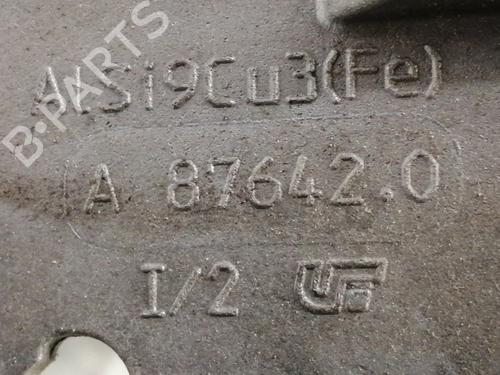 B-PARTS
AlSi9Cu3(Fe)
A 87642.0
I/2